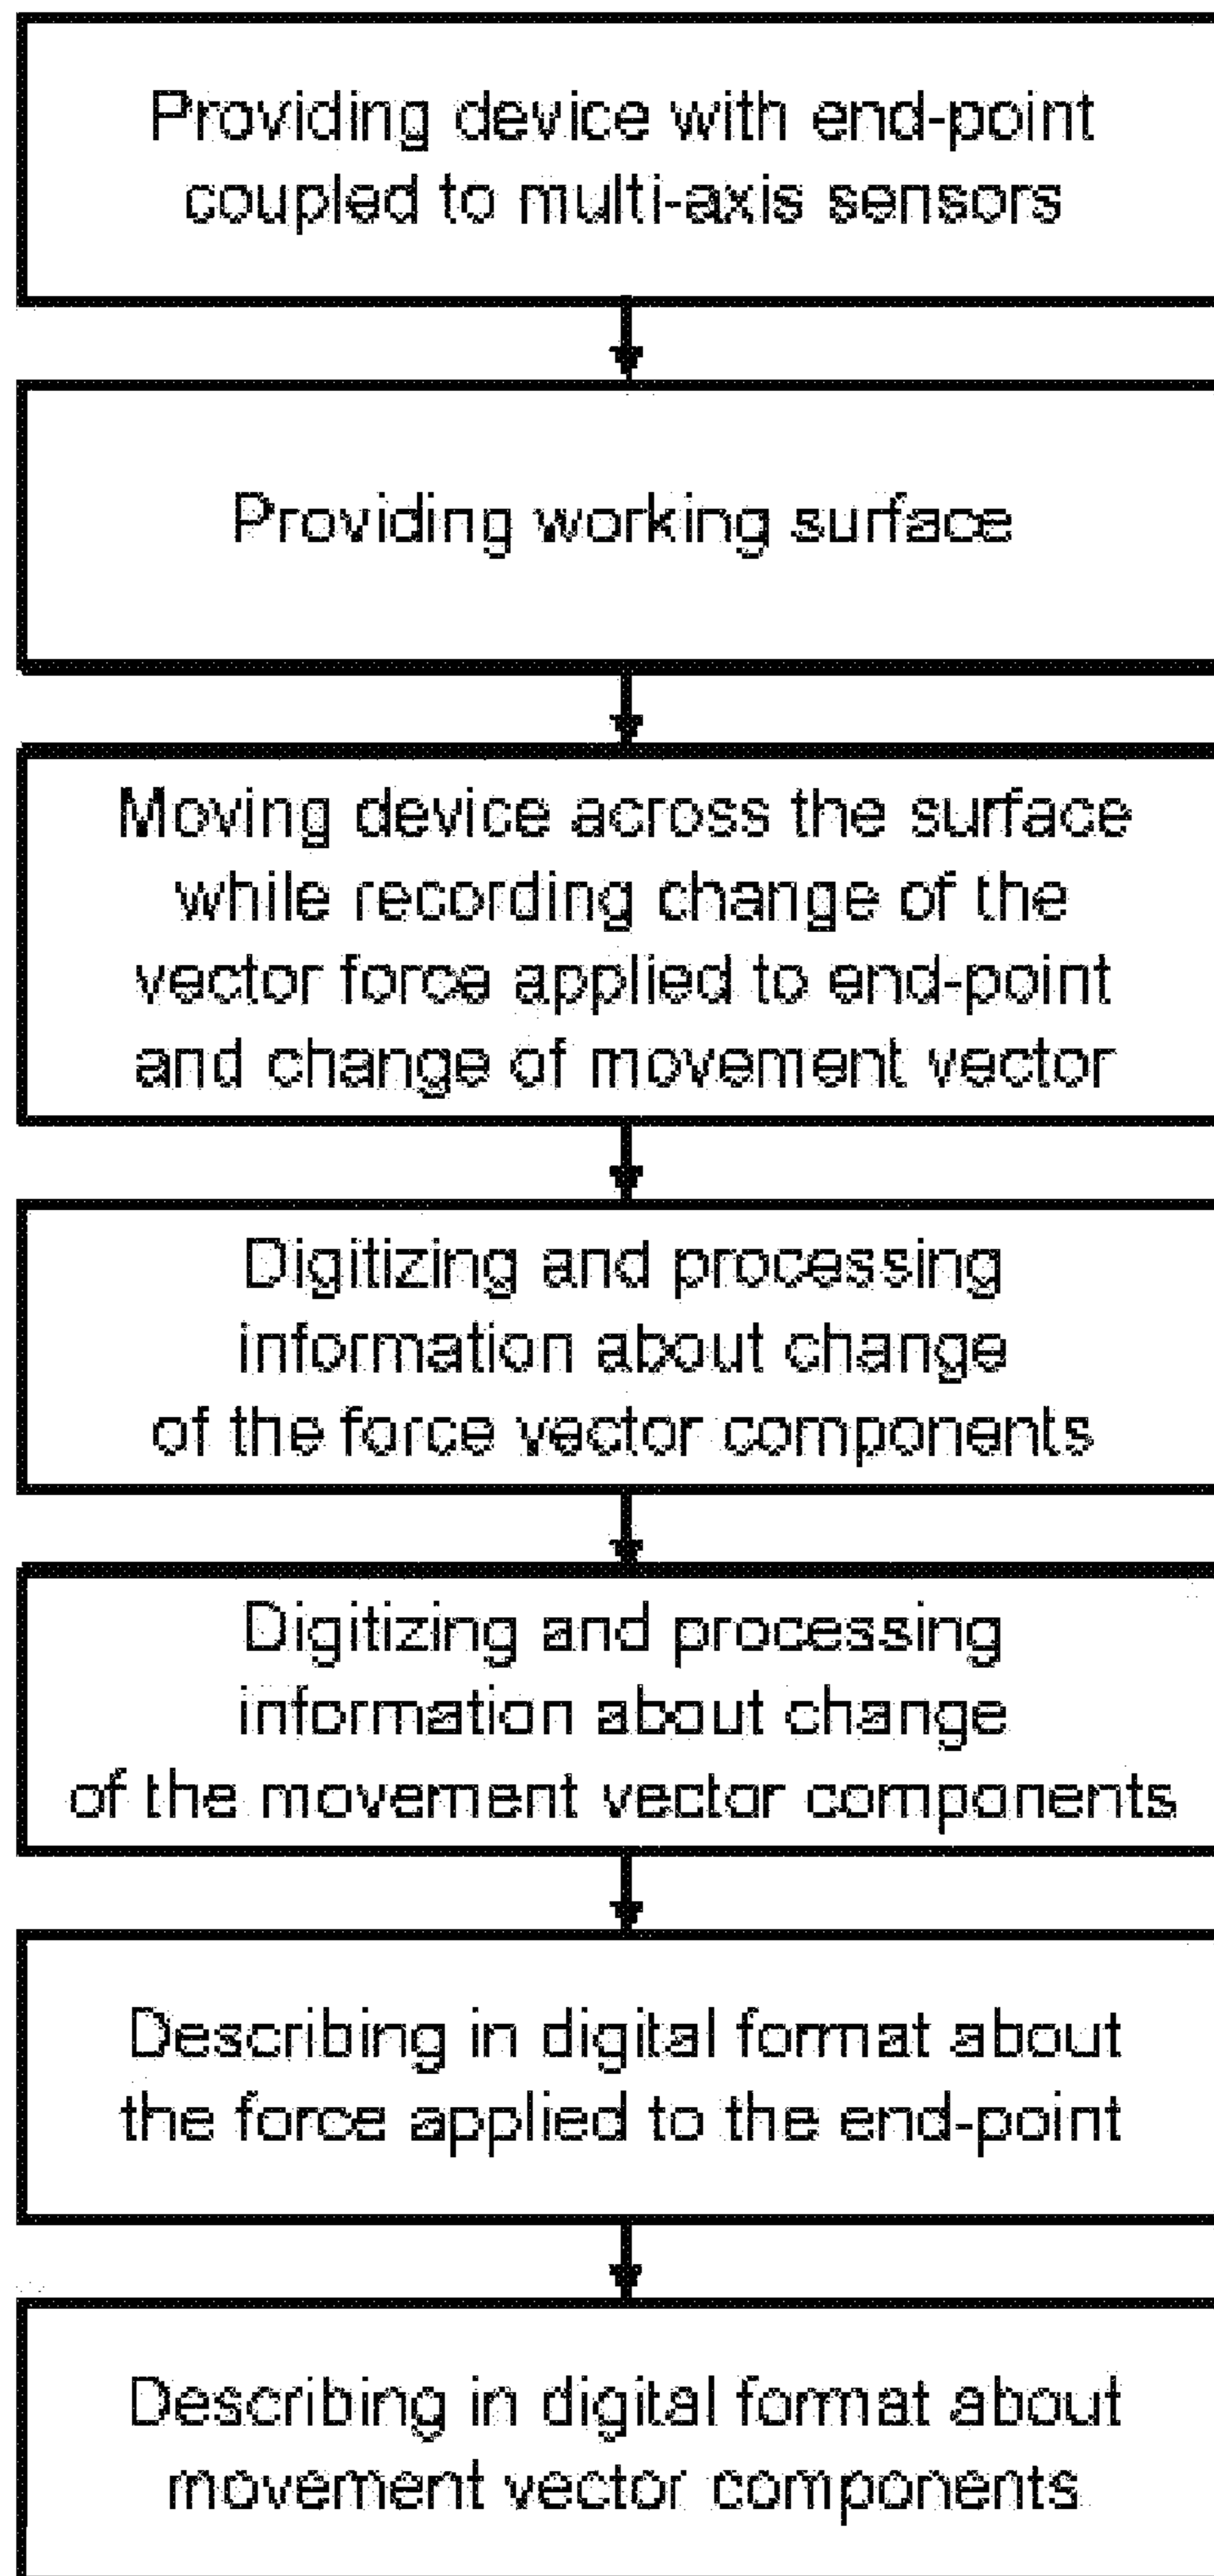 Providing device with end-point
coupled to multi-axis sensors
Providing working surface
Moving device across the surface
while recording change of the
vector force applied to end-point
and change of movement vector
Digitizing and processing
information about change
of the force vector components
Digitizing and processing
information about change
of the movement vector components
Describing in digital format about
the force applied to the end-point
Describing in digital format about
movement vector components